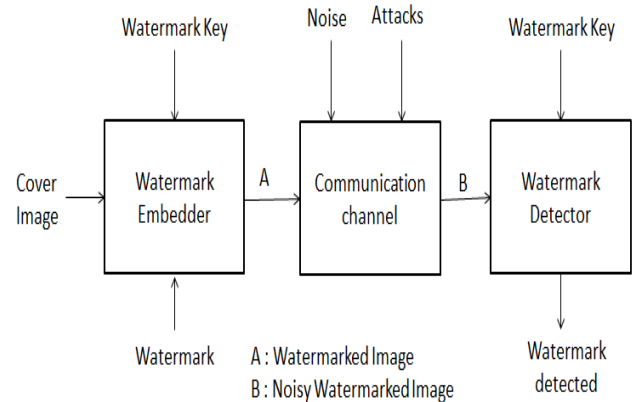 Watermark Key
Noise
Attacks
Watermark Key
Cover
Image
Watermark
Embedder
A
Communication
channel
B
Watermark
Detector
Watermark
A : Watermarked Image
B : Noisy Watermarked Image
Watermark
detected